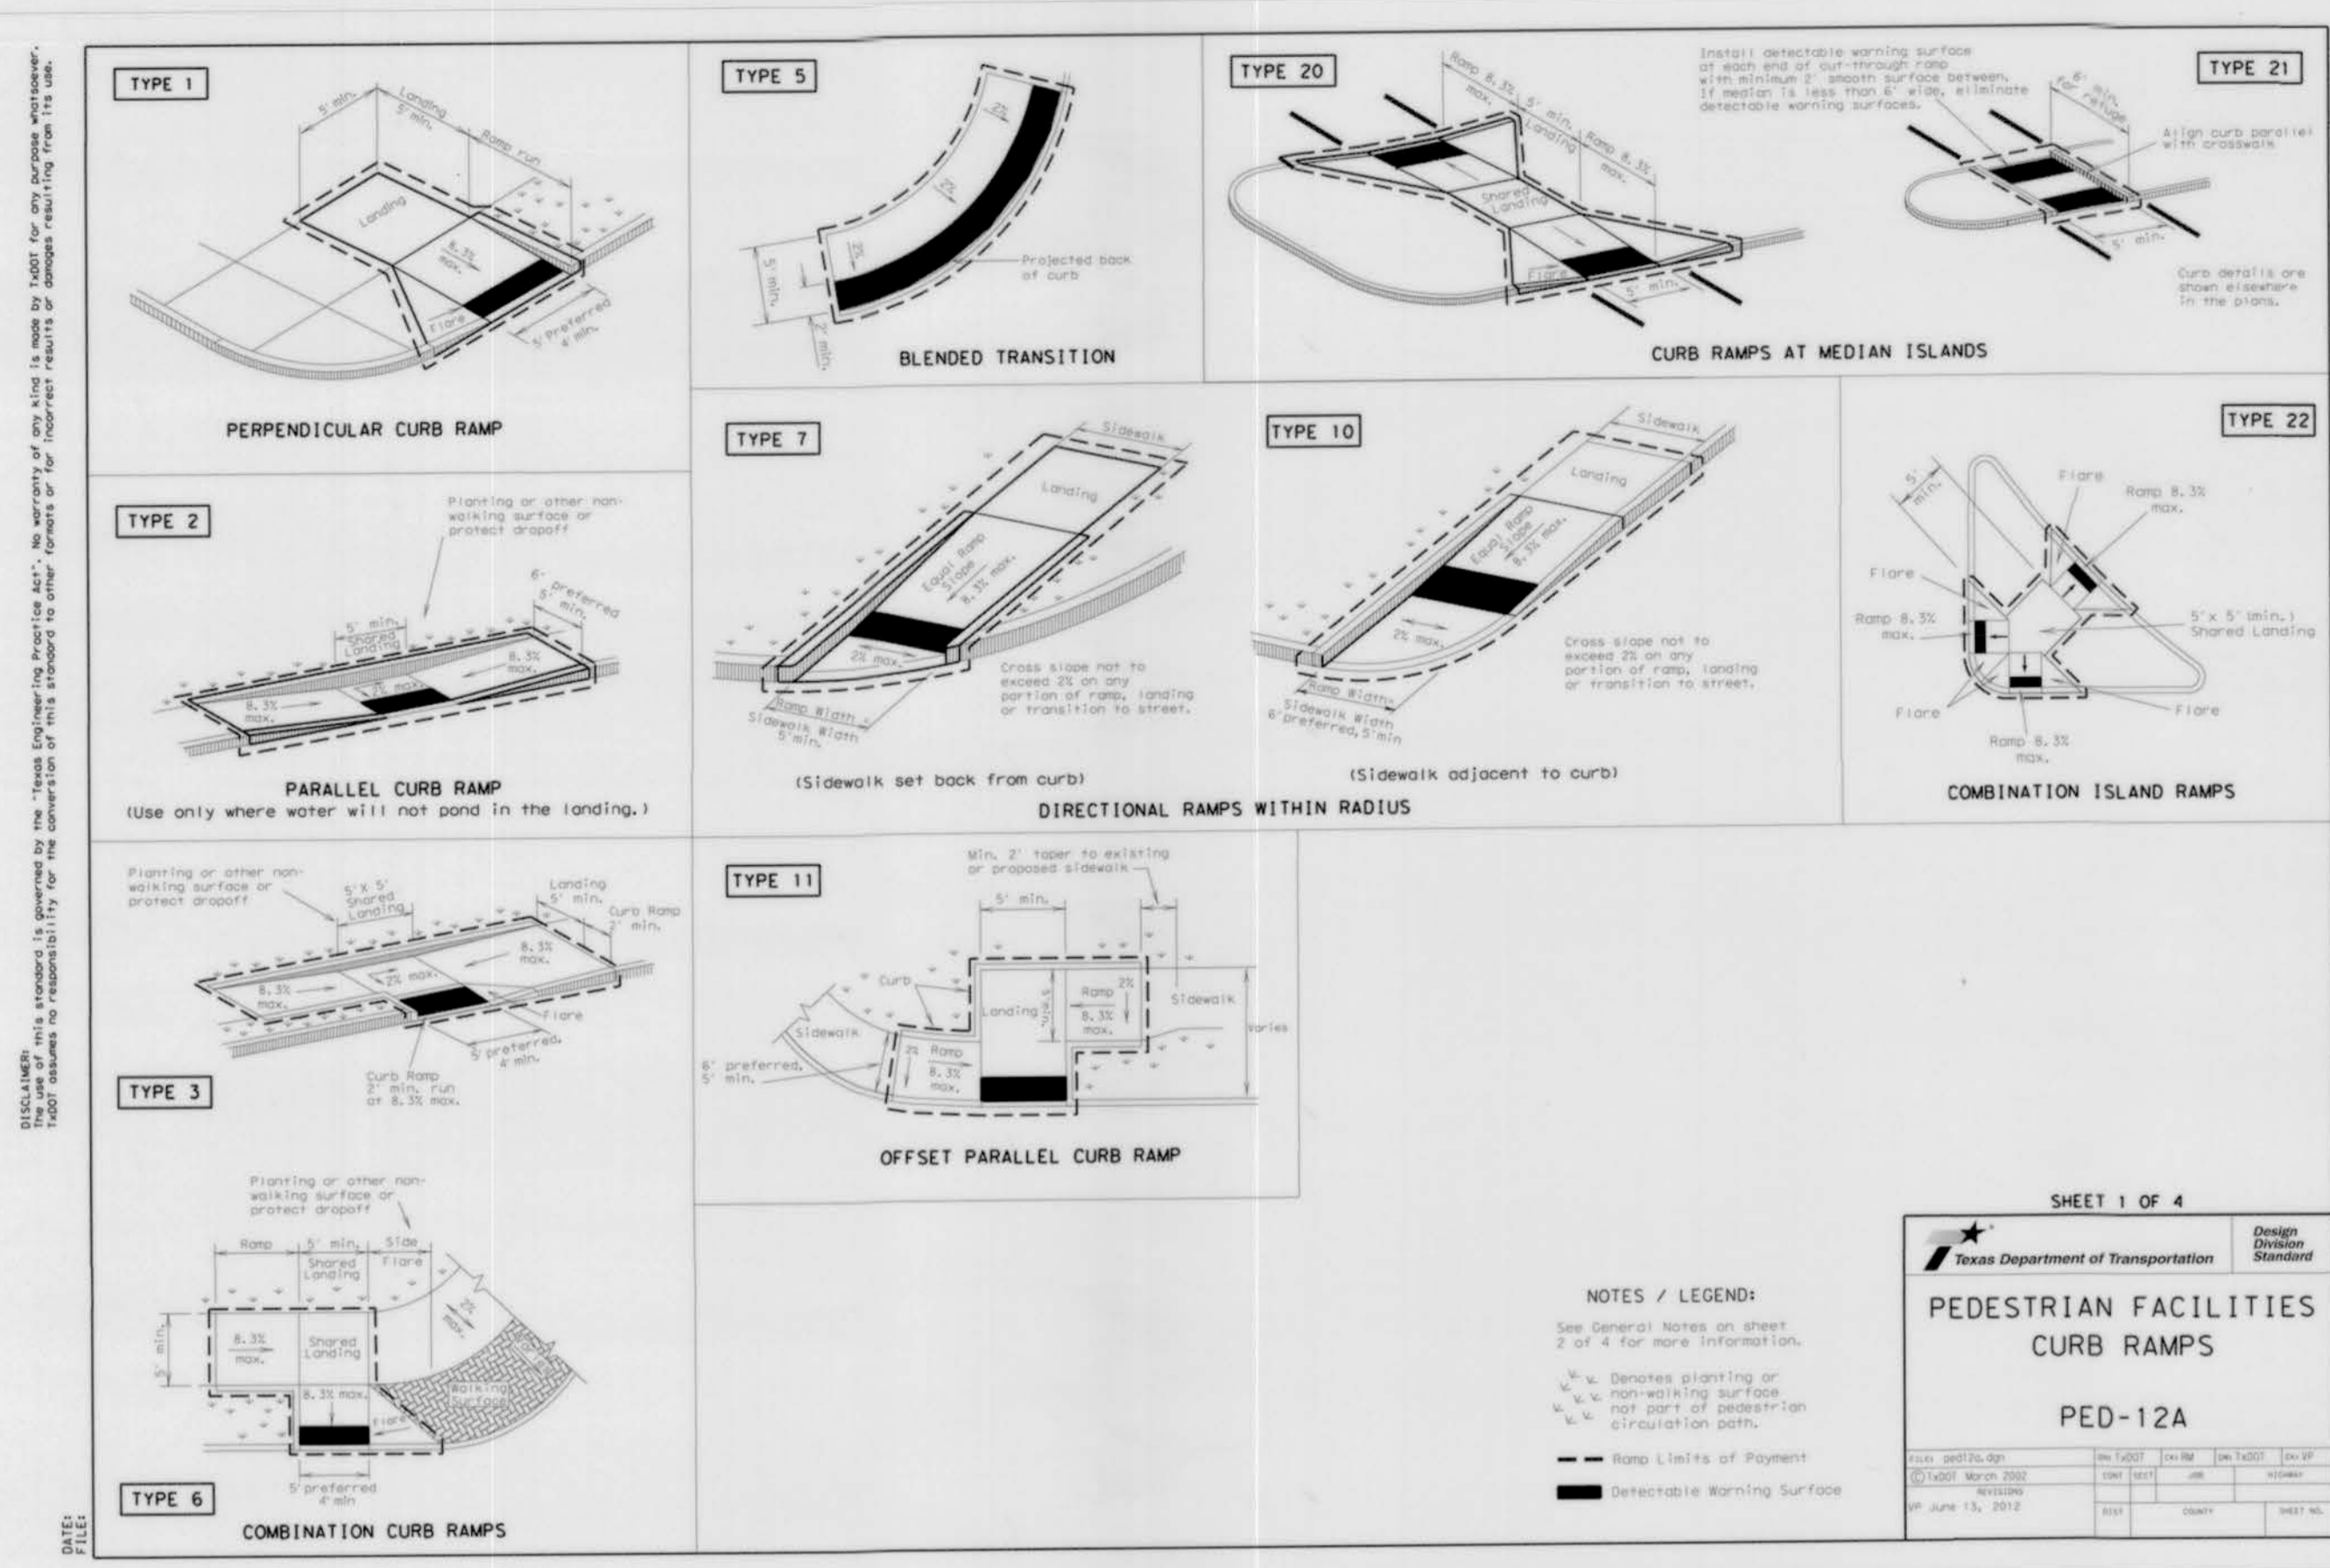 DISCLAIMER:
The use of this standard is governed by the "Texas Engineering Practice Act". No warranty of any kind is made by TxDOT for any purpose whatsoever.
TxDOT assumes no responsibility for the conversion of this standard to other formats or for incorrect results or damages resulting from its use.
DATE:
FILE:
TYPE 1
5' min.
Landing
5' min.
Ramp run
Landing
8.3%
max.
Flare
5' Preferred
4' min.
PERPENDICULAR CURB RAMP
TYPE 2
Planting or other non-
walking surface or
protect dropoff
6' preferred
5' min.
5' min.
Shared
Landing
8.3%
max.
2% max.
8.3%
max.
PARALLEL CURB RAMP
(Use only where water will not pond in the landing.)
Planting or other non-
walking surface or
protect dropoff
5' X 5'
Shared
Landing
Landing
5' min.
Curb Ramp
2' min.
8.3%
max.
2% max.
8.3%
max.
Flare
5' preferred,
4' min.
Curb Ramp
2' min. run
at 8.3% max.
TYPE 3
Planting or other non-
walking surface or
protect dropoff
Ramp
5' min.
Shared
Landing
Side
Flare
2%
max.
5' min.
8.3%
max.
Shared
Landing
8.3% max.
Flare
Walking
Surface
5' preferred
4' min
TYPE 6
COMBINATION CURB RAMPS
TYPE 5
2%
2%
2%
5' min.
2' min.
Projected back
of curb
BLENDED TRANSITION
TYPE 20
Ramp 8.3%
max.
5' min.
Landing
Ramp 8.3%
max.
Shared
Landing
Flare
5' min.
Install detectable warning surface
at each end of cut-through ramp
with minimum 2' smooth surface between.
If median is less than 6' wide, eliminate
detectable warning surfaces.
TYPE 21
6'
min.
for refuge
Align curb parallel
with crosswalk
5' min.
Curb details are
shown elsewhere
in the plans.
CURB RAMPS AT MEDIAN ISLANDS
TYPE 7
Sidewalk
Landing
Equal Ramp
Slope
8.3% max.
2% max.
Ramp Width =
Sidewalk Width
5'min.
Cross slope not to
exceed 2% on any
portion of ramp, landing
or transition to street.
(Sidewalk set back from curb)
TYPE 10
Sidewalk
Landing
Equal Ramp
Slope
8.3% max.
2% max.
Ramp Width=
Sidewalk Width
6'preferred, 5'min
Cross slope not to
exceed 2% on any
portion of ramp, landing
or transition to street.
(Sidewalk adjacent to curb)
DIRECTIONAL RAMPS WITHIN RADIUS
TYPE 22
5'
min.
Flare
Ramp 8.3%
max.
Flare
Ramp 8.3%
max.
5' x 5' (min.)
Shared Landing
Flare
Flare
Ramp 8.3%
max.
COMBINATION ISLAND RAMPS
TYPE 11
Min. 2' taper to existing
or proposed sidewalk
5' min.
Curb
Landing
5'min.
Ramp
8.3%
max.
2%
Sidewalk
varies
Sidewalk
6' preferred,
5' min.
2%
Ramp
8.3%
max.
OFFSET PARALLEL CURB RAMP
NOTES / LEGEND:
See General Notes on sheet
2 of 4 for more information.
Denotes planting or
non-walking surface
not part of pedestrian
circulation path.
Ramp Limits of Payment
Detectable Warning Surface
SHEET 1 OF 4
Texas Department of Transportation
Design
Division
Standard
PEDESTRIAN FACILITIES
CURB RAMPS
PED-12A
FILE: ped12a.dgn
DN: TxDOT
CK: RM
DW: TxDOT
CK: VP
© TxDOT March 2002
CONT
SECT
JOB
HIGHWAY
REVISIONS
VP June 13, 2012
DIST
COUNTY
SHEET NO.